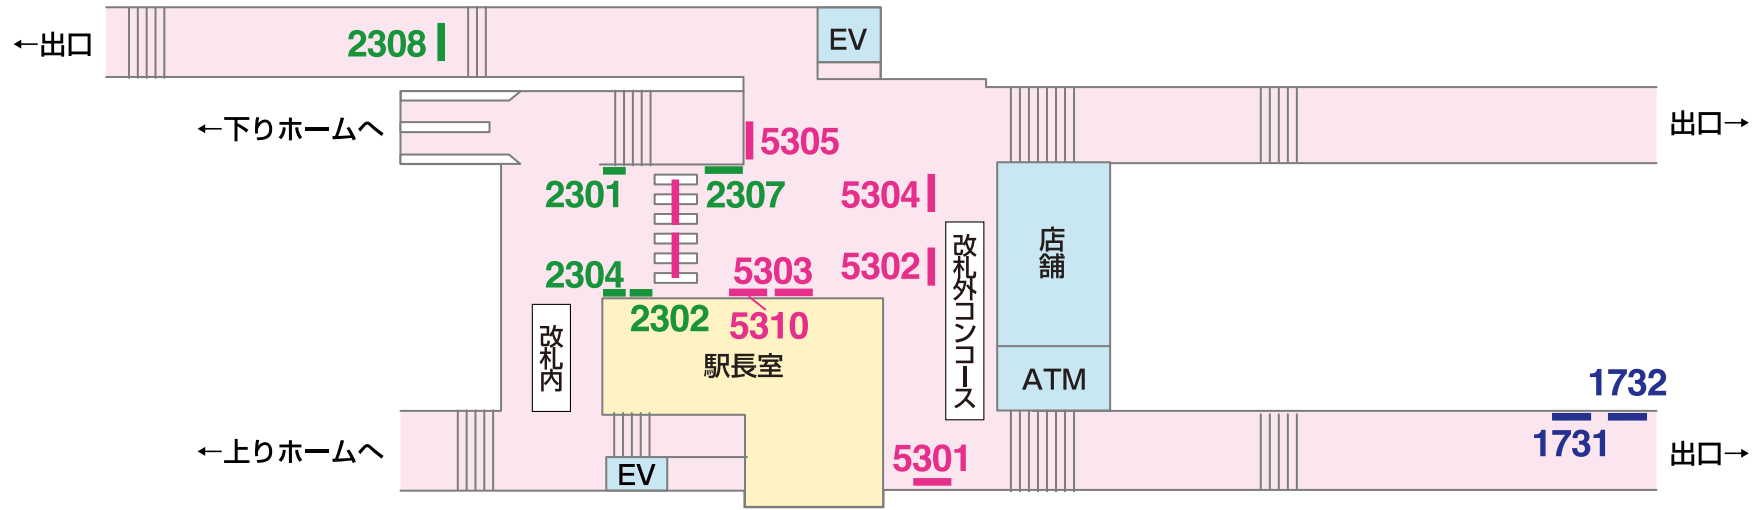 ←出口
2308
EV
←下りホームへ
5305
出口→
2301
2307
5304
店舗
改札外コンコース
5302
2304
5303
2302
5310
改札内
駅長室
ATM
1732
1731
←上りホームへ
EV
5301
出口→